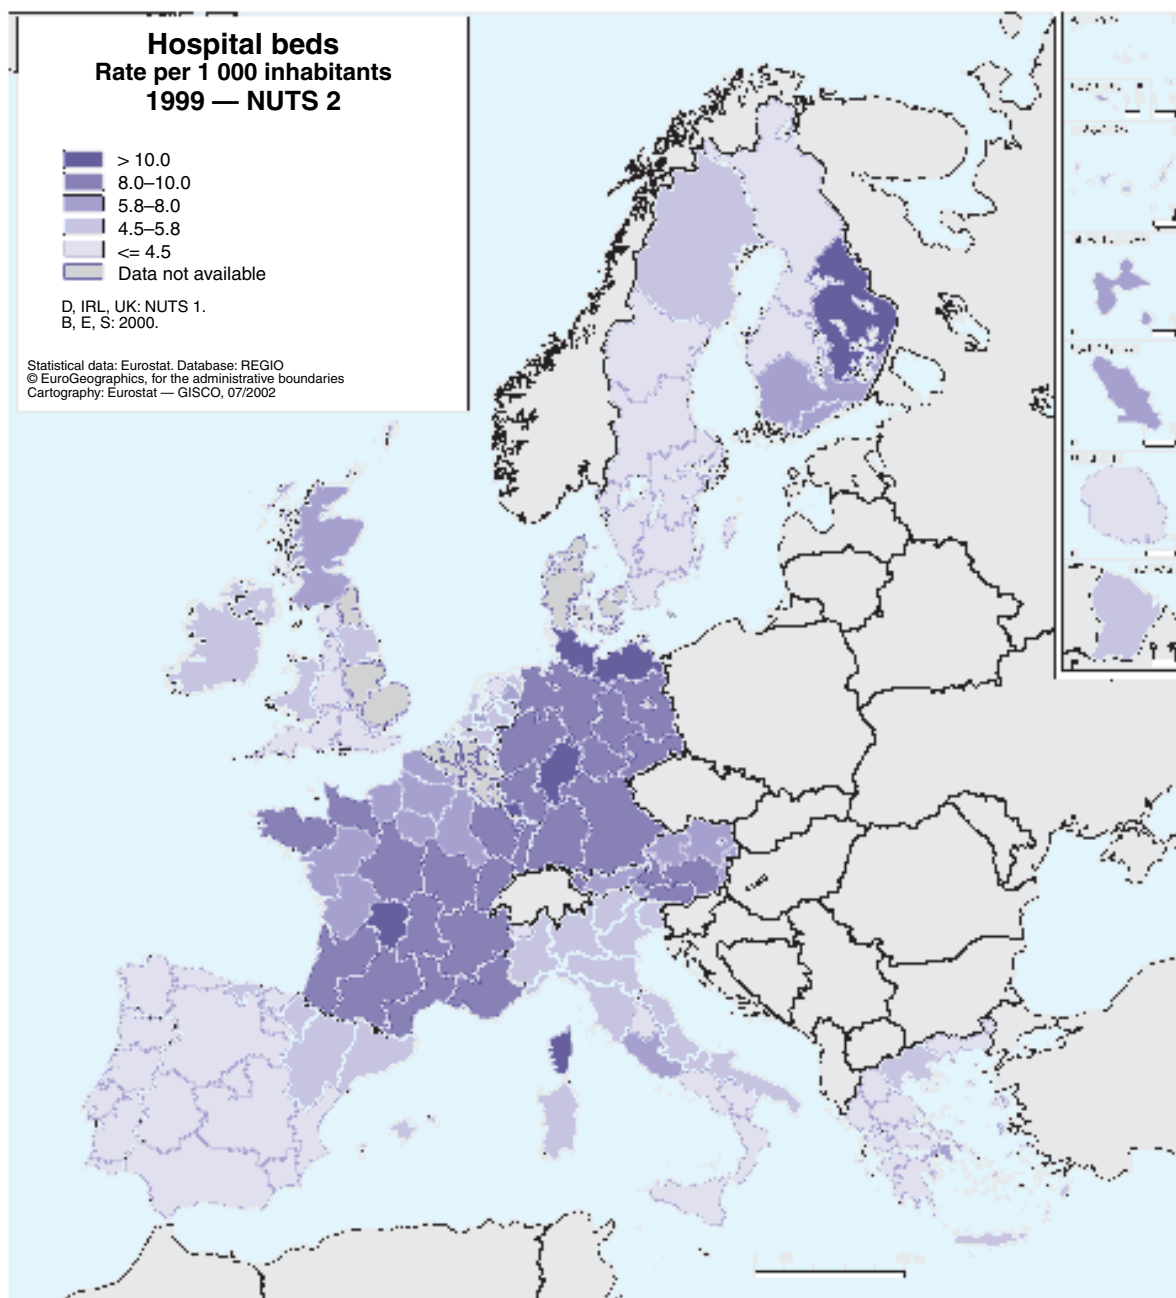 Hospital beds
Rate per 1 000 inhabitants
1999 — NUTS 2
> 10.0
8.0–10.0
5.8–8.0
4.5–5.8
<= 4.5
Data not available
D, IRL, UK: NUTS 1.
B, E, S: 2000.
Statistical data: Eurostat. Database: REGIO
© EuroGeographics, for the administrative boundaries
Cartography: Eurostat — GISCO, 07/2002